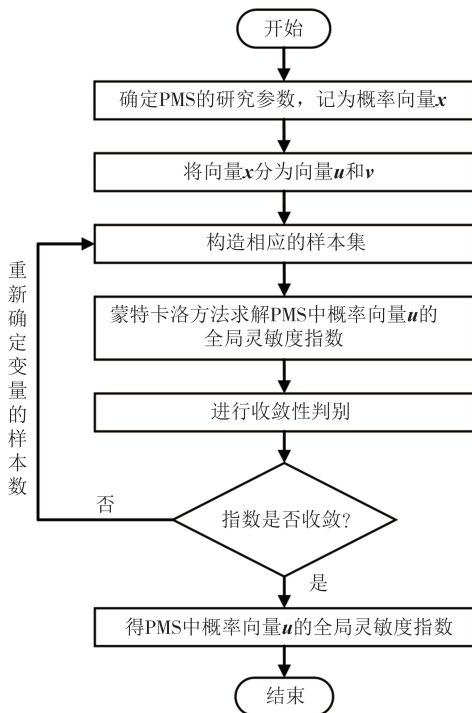 开始
确定PMS的研究参数，记为概率向量x
将向量x分为向量u和v
构造相应的样本集
蒙特卡洛方法求解PMS中概率向量u的
全局灵敏度指数
进行收敛性判别
指数是否收敛?
否
重新确定变量的样本数
是
得PMS中概率向量u的全局灵敏度指数
结束